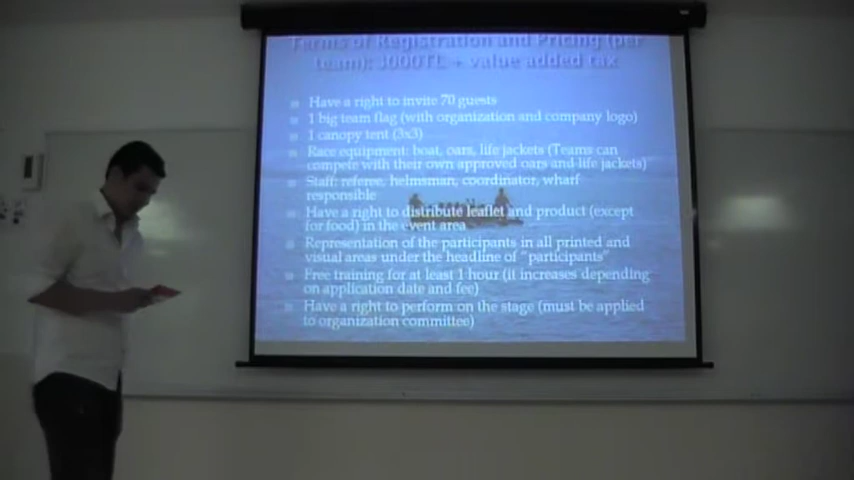 Terms of Registration and Pricing (per
team): 3000TL + value added tax
Have a right to invite 70 guests
1 big team flag (with organization and company logo)
1 canopy tent (3x3)
Race equipment: boat, oars, life jackets (Teams can
compete with their own approved oars and life jackets)
Staff: referee, helmsman, coordinator, wharf
responsible
Have a right to distribute leaflet and product (except
for food) in the event area
Representation of the participants in all printed and
visual areas under the headline of "participants"
Free training for at least 1 hour (it increases depending
on application date and fee)
Have a right to perform on the stage (must be applied
to organization committee)